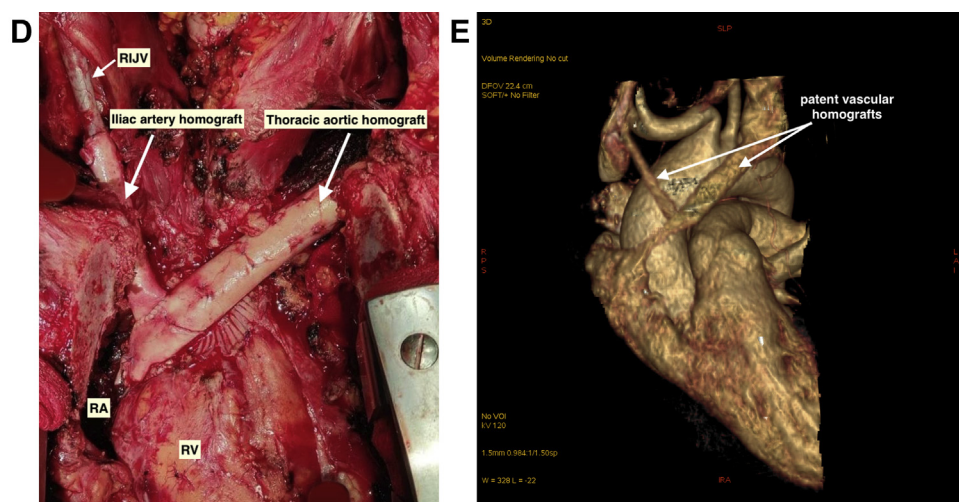 D
RIJV
Iliac artery homograft
Thoracic aortic homograft
RA
RV
E
3D
SLP
Volume Rendering No cut
DFOV 22.4 cm
SOFT/+ No Filter
patent vascular
homografts
R
P
S
L
A
I
No VOI
kV 120
1.5mm 0.984:1/1.50sp
W = 328 L = -22
IRA